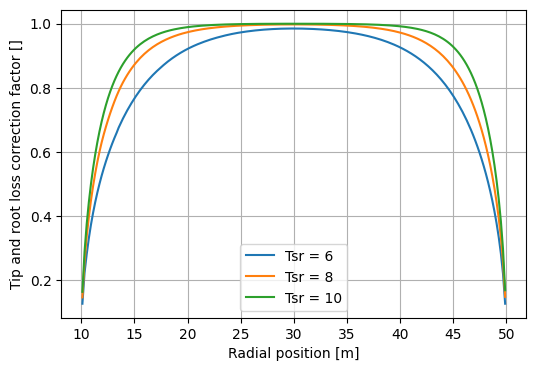 Tip and root loss correction factor []
1.0
0.8
0.6
0.4
0.2
Tsr = 6
Tsr = 8
Tsr = 10
10 15 20 25 30 35 40 45 50
Radial position [m]